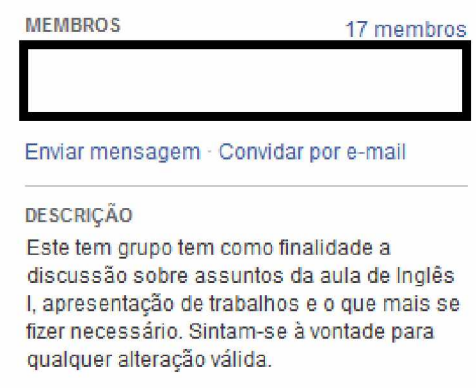 MEMBROS 17 membros
Enviar mensagem · Convidar por e-mail
DESCRIÇÃO
Este tem grupo tem como finalidade a
discussão sobre assuntos da aula de Inglês
I, apresentação de trabalhos e o que mais se
fizer necessário. Sintam-se à vontade para
qualquer alteração válida.